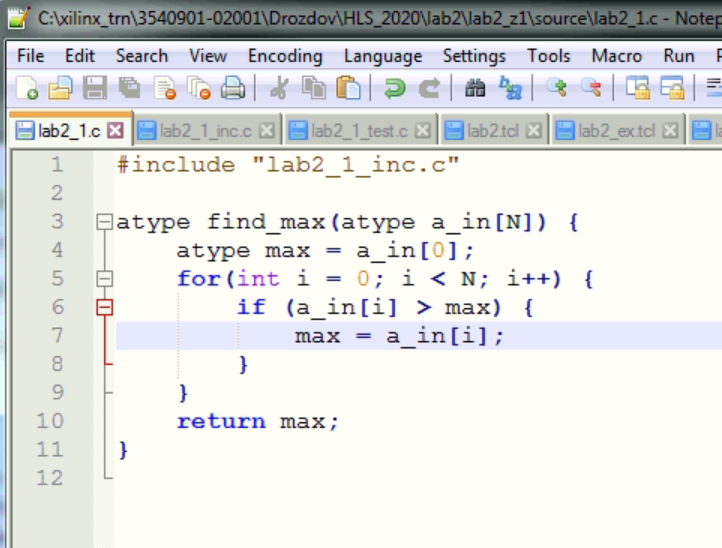 C:\xilinx_trn\3540901-02001\Drozdov\HLS_2020\lab2\lab2_z1\source\lab2_1.c - Notep
File Edit Search View Encoding Language Settings Tools Macro Run
lab2_1.c lab2_1_inc.c lab2_1_test.c lab2.tcl lab2_ex.tcl
1 #include "lab2_1_inc.c"
2
3 atype find_max(atype a_in[N]) {
4 atype max = a_in[0];
5 for(int i = 0; i < N; i++) {
6 if (a_in[i] > max) {
7 max = a_in[i];
8 }
9 }
10 return max;
11 }
12